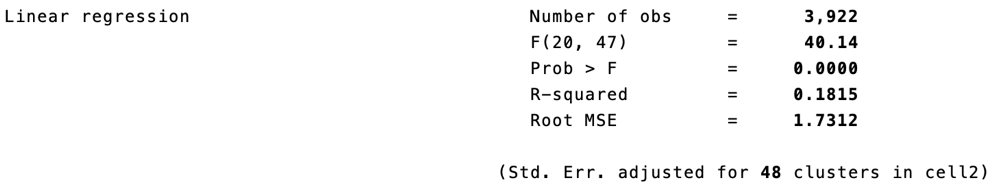 Linear regression Number of obs = 3,922
F(20, 47) = 40.14
Prob > F = 0.0000
R-squared = 0.1815
Root MSE = 1.7312
(Std. Err. adjusted for 48 clusters in cell2)